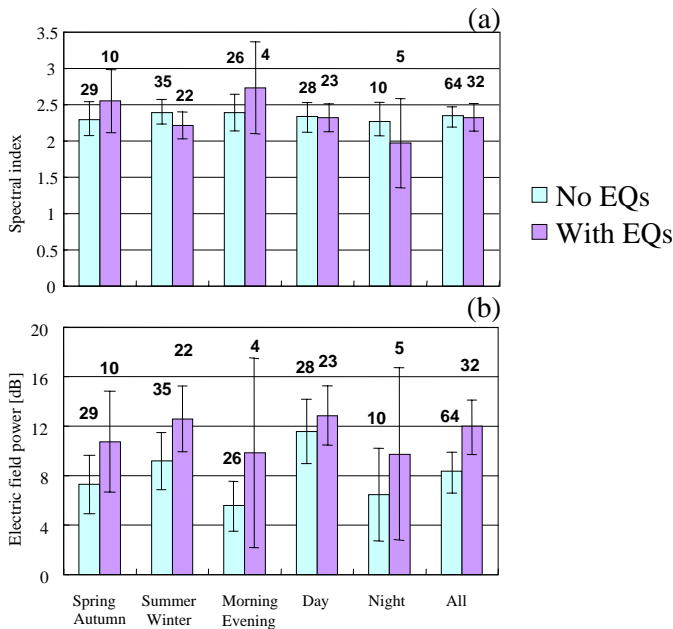 (a)
3.5
3
2.5
2
1.5
1
0.5
0
Spectral index
29 10 35 22 26 4 28 23 10 5 64 32
No EQs
With EQs
(b)
20
16
12
8
4
0
Electric field power [dB]
29 10 35 22 26 4 28 23 10 5 64 32
Spring Summer Morning Day Night All
Autumn Winter Evening